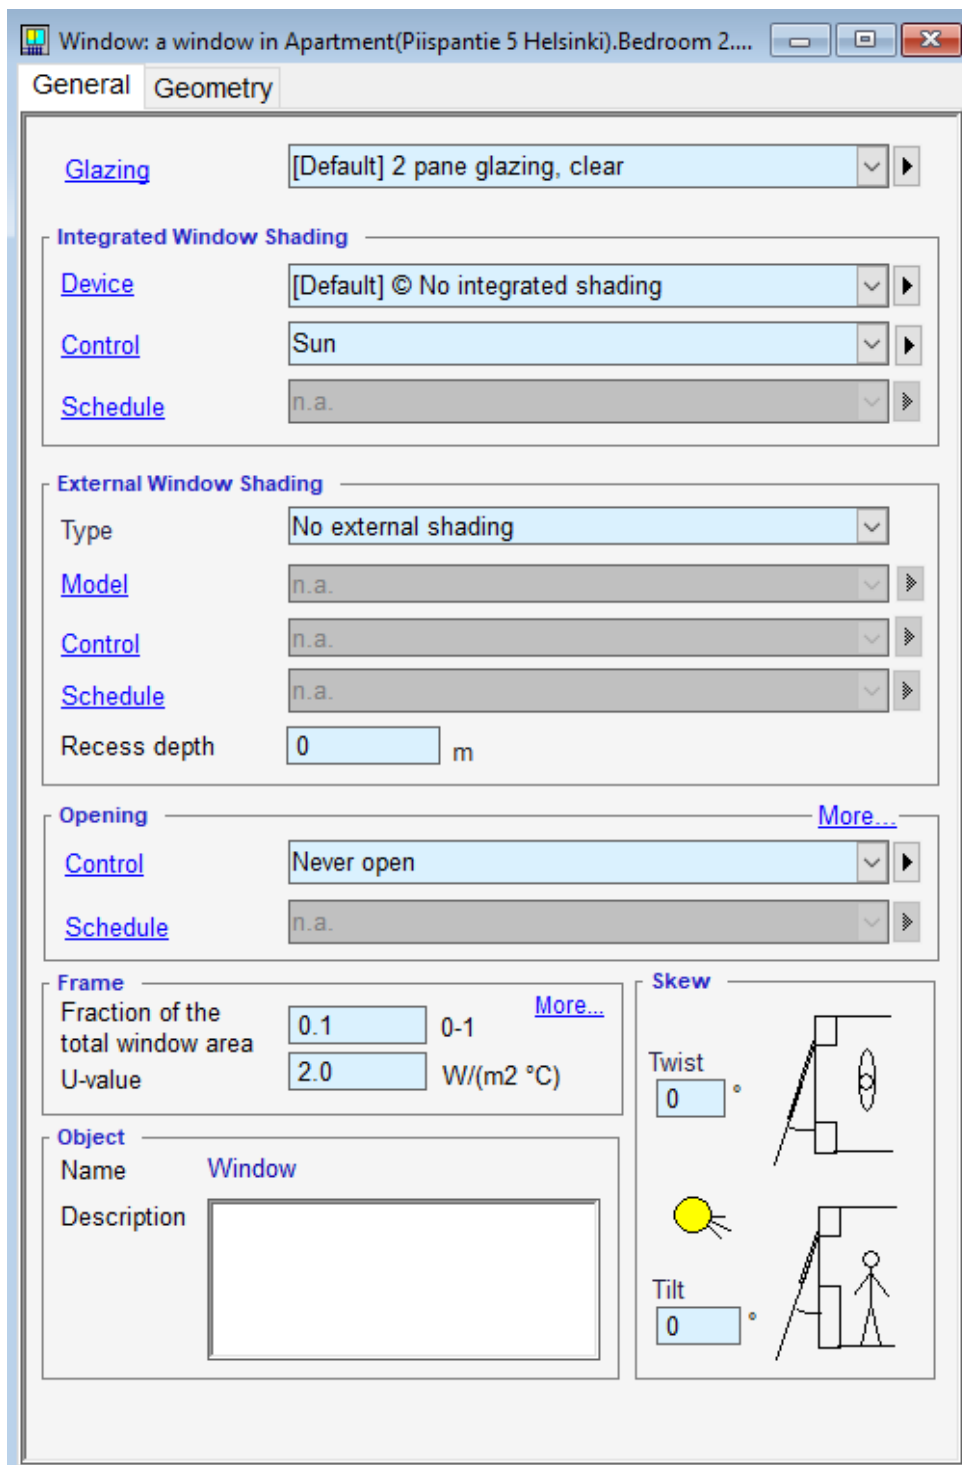 Window: a window in Apartment(Piispantie 5 Helsinki).Bedroom 2....
General Geometry
Glazing [Default] 2 pane glazing, clear
Integrated Window Shading
Device [Default] © No integrated shading
Control Sun
Schedule n.a.
External Window Shading
Type No external shading
Model n.a.
Control n.a.
Schedule n.a.
Recess depth 0 m
Opening More...
Control Never open
Schedule n.a.
Frame
Fraction of the
total window area 0.1 0-1 More...
U-value 2.0 W/(m2 °C)
Skew
Twist
0 °
Tilt
0 °
Object
Name Window
Description